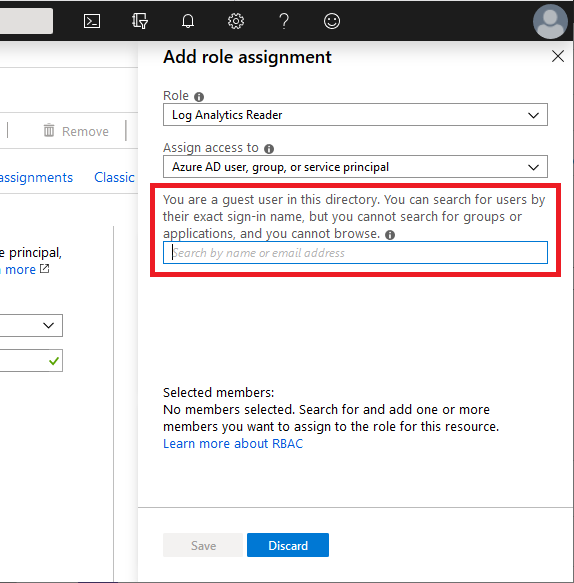 Add role assignment
Role
Log Analytics Reader
Assign access to
Azure AD user, group, or service principal
You are a guest user in this directory. You can search for users by
their exact sign-in name, but you cannot search for groups or
applications, and you cannot browse.
Search by name or email address
Remove
assignments Classic
e principal,
more
Selected members:
No members selected. Search for and add one or more
members you want to assign to the role for this resource.
Learn more about RBAC
Save Discard